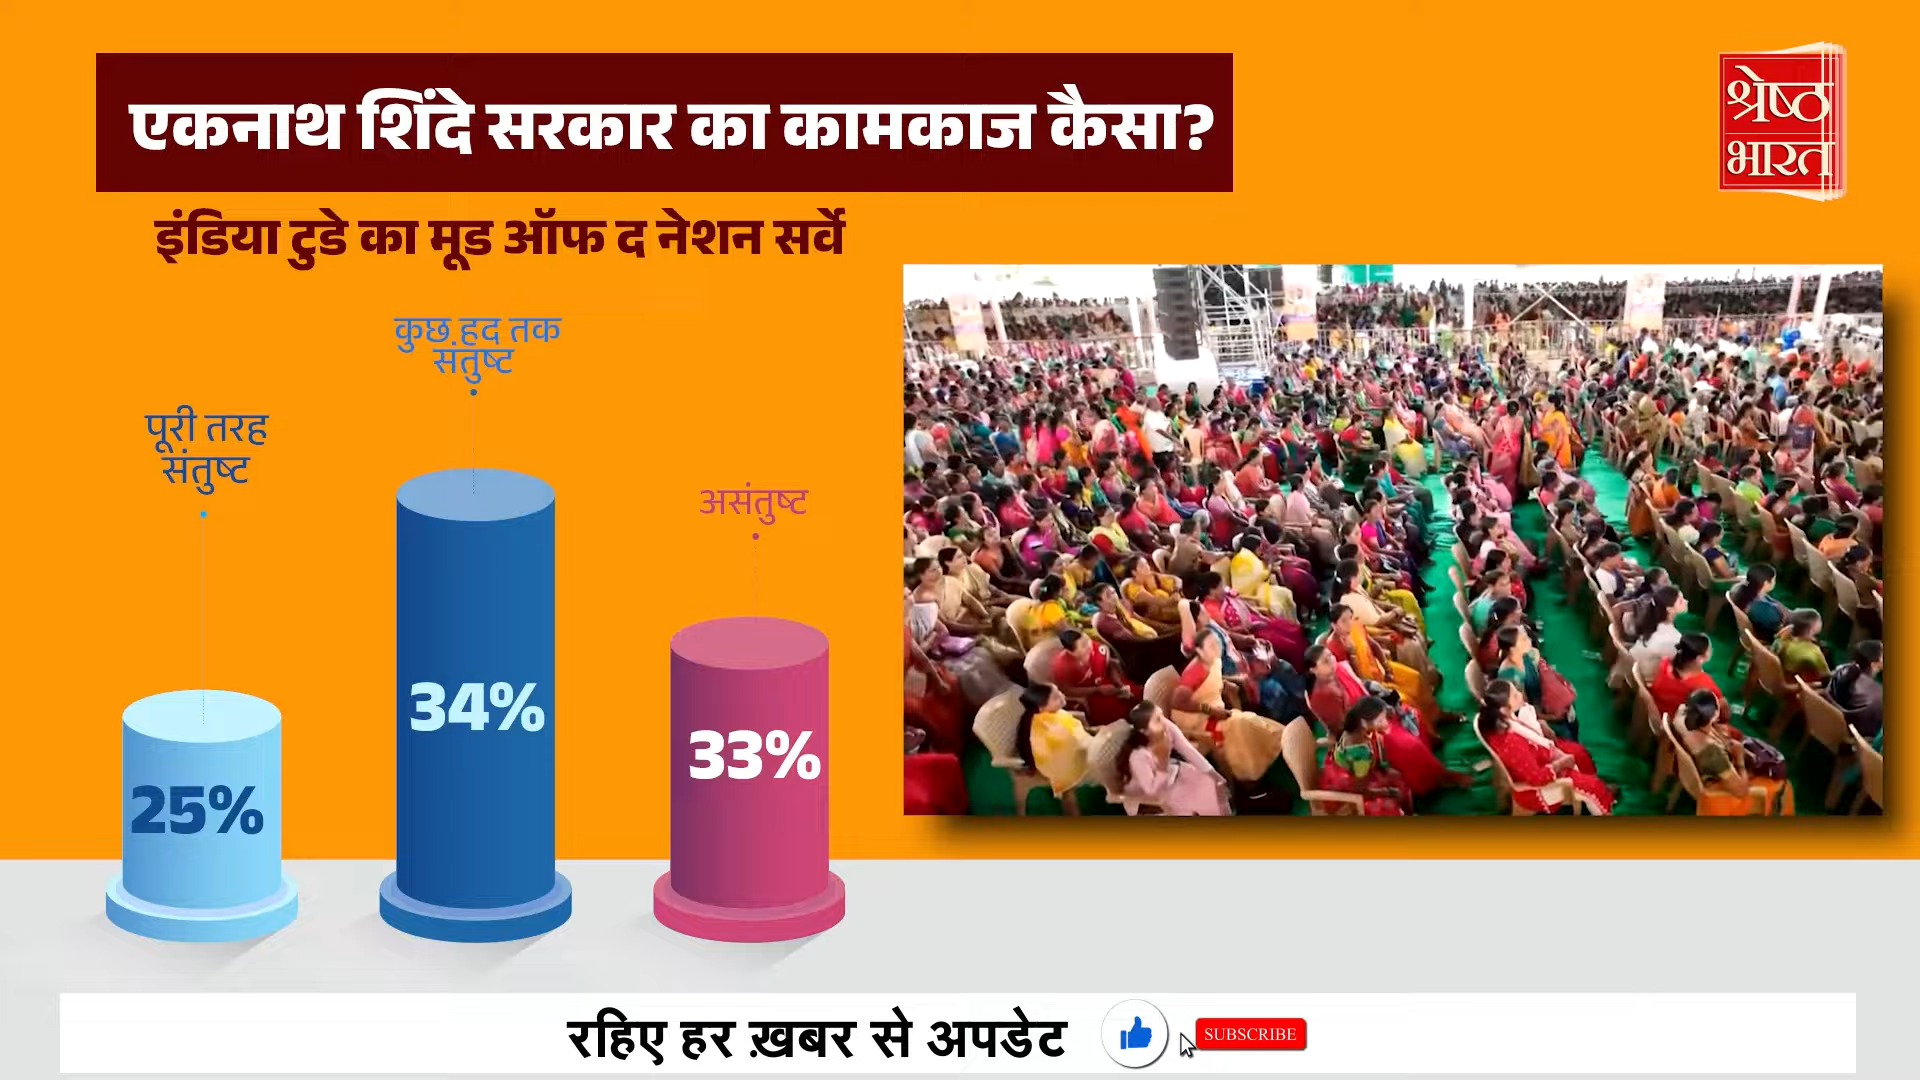 एकनाथ शिंदे सरकार का कामकाज कैसा?
श्रेष्ठ
भारत
इंडिया टुडे का मूड ऑफ द नेशन सर्वे
पूरी तरह
संतुष्ट
कुछ हद तक
संतुष्ट
असंतुष्ट
25%
34%
33%
रहिए हर ख़बर से अपडेट
SUBSCRIBE